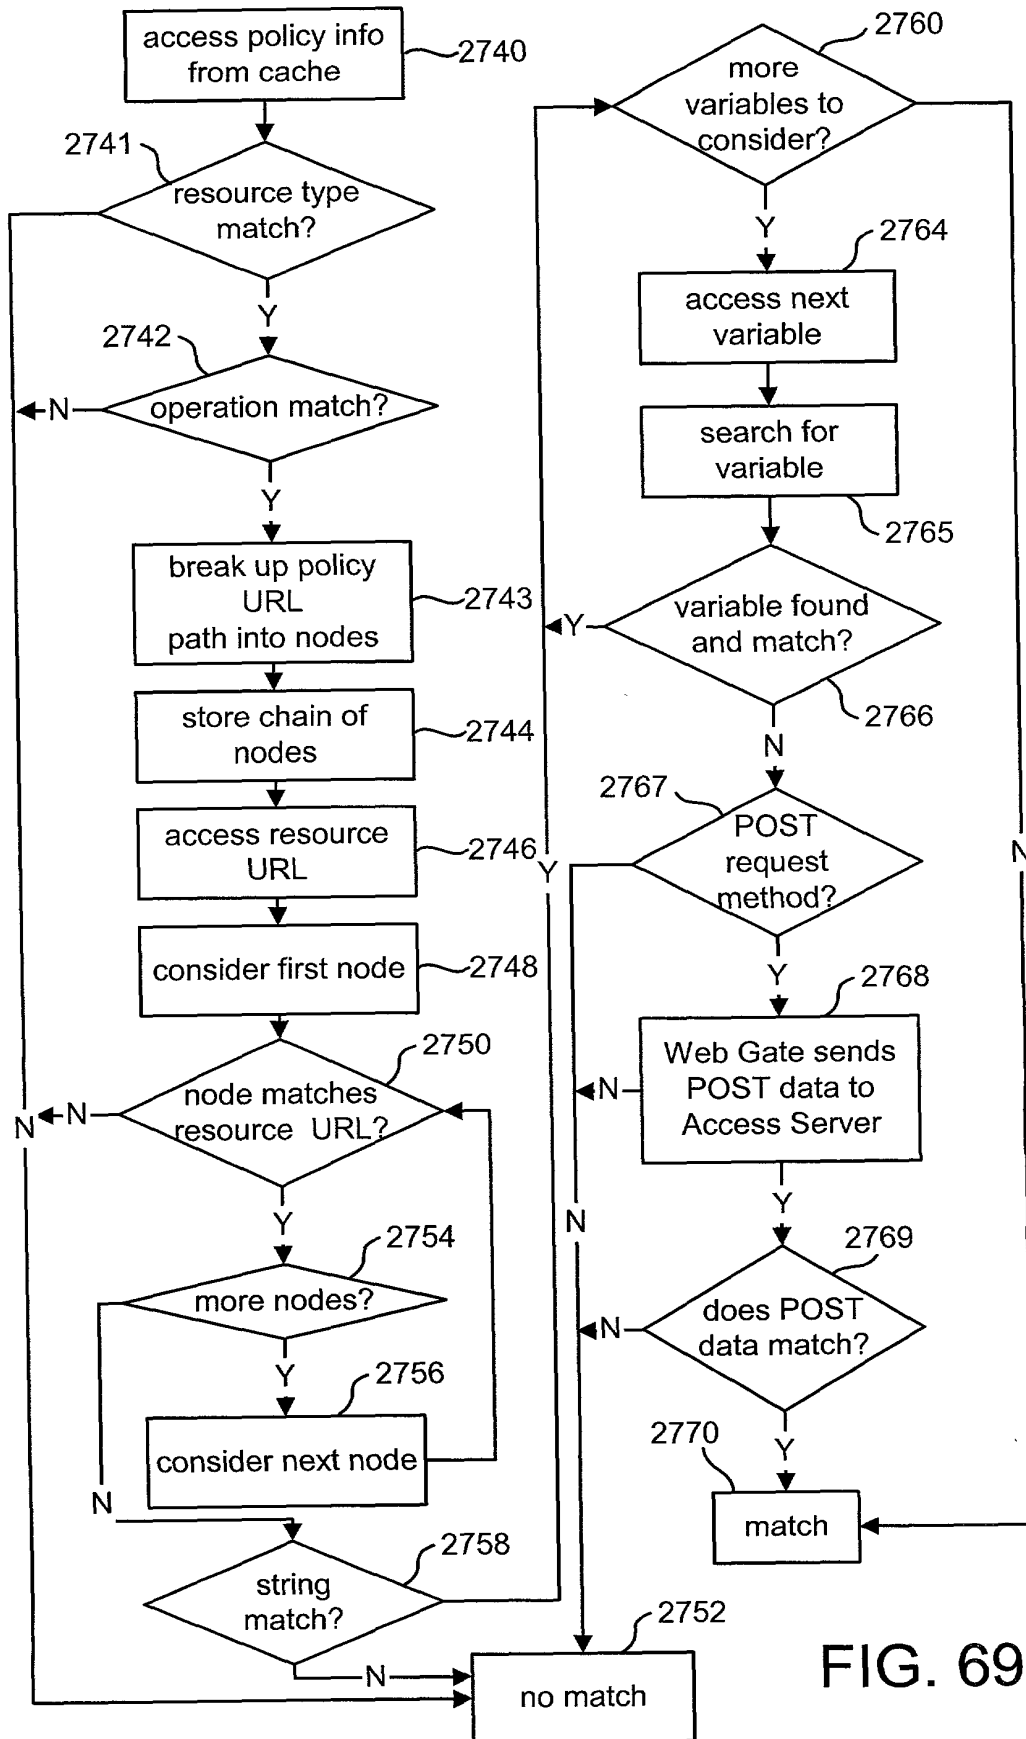 access policy info
from cache
2740
2741
resource type
match?
Y
2742
operation match?
N
Y
break up policy
URL
path into nodes
2743
store chain of
nodes
2744
access resource
URL
2746
consider first node
2748
2750
node matches
resource URL?
N
N
Y
2754
more nodes?
Y
2756
consider next node
N
2758
string
match?
N
Y
2760
more
variables to
consider?
Y
N
2764
access next
variable
search for
variable
2765
variable found
and match?
Y
2766
N
2767
POST
request
method?
Y
2768
Web Gate sends
POST data to
Access Server
N
Y
N
2769
does POST
data match?
N
Y
2770
match
2752
no match
FIG. 69